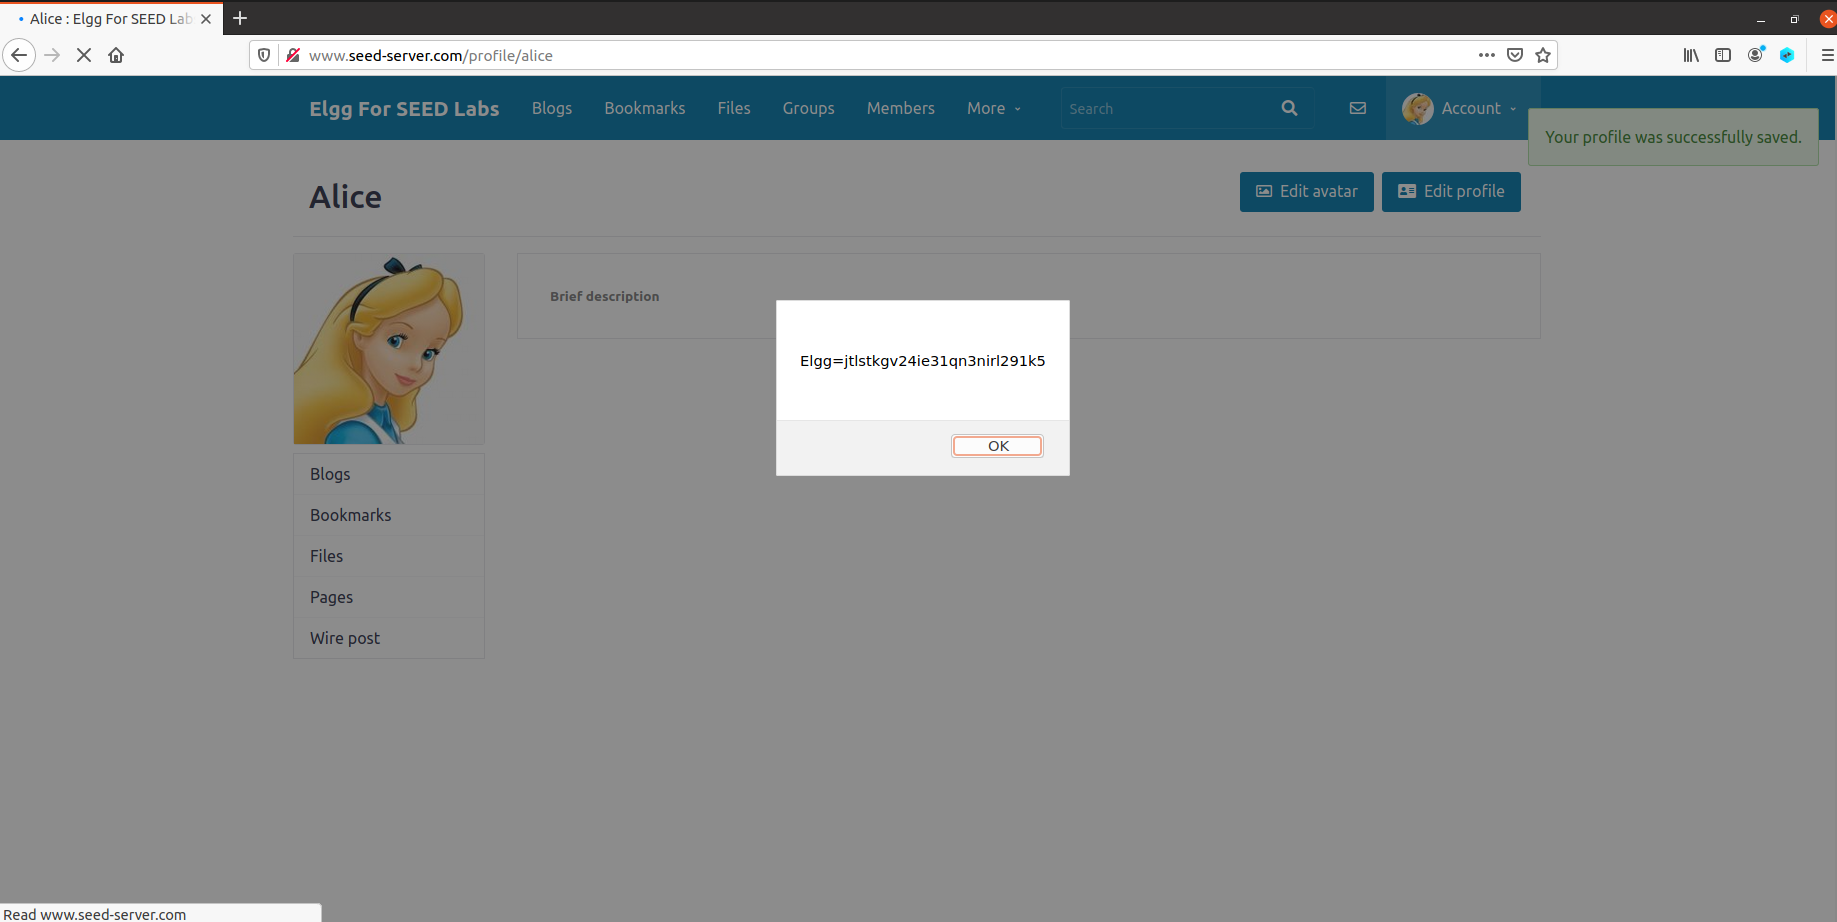 Alice : Elgg For SEED Lab
www.seed-server.com/profile/alice
Elgg For SEED Labs Blogs Bookmarks Files Groups Members More Search Account
Your profile was successfully saved.
Alice
Edit avatar Edit profile
Brief description
Elgg=jtlstkgv24ie31qn3nirl291k5
OK
Blogs
Bookmarks
Files
Pages
Wire post
Read www.seed-server.com